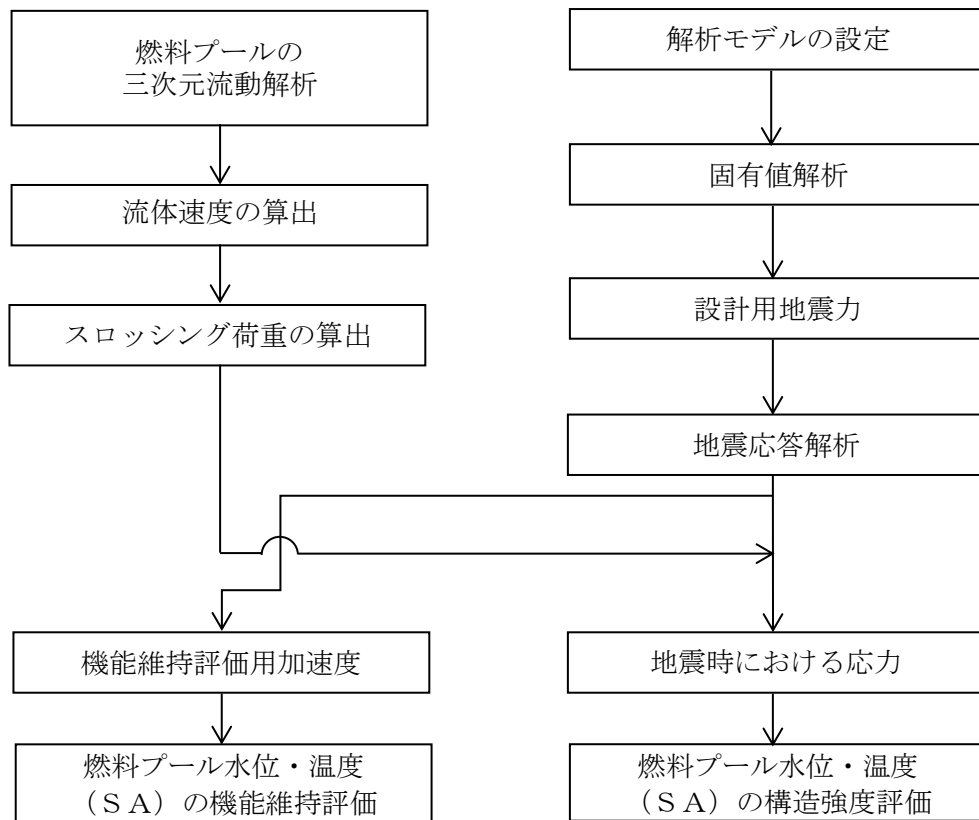 燃料プールの
三次元流動解析
流体速度の算出
スロッシング荷重の算出
解析モデルの設定
固有値解析
設計用地震力
地震応答解析
機能維持評価用加速度
燃料プール水位・温度
（ＳＡ）の機能維持評価
地震時における応力
燃料プール水位・温度
（ＳＡ）の構造強度評価